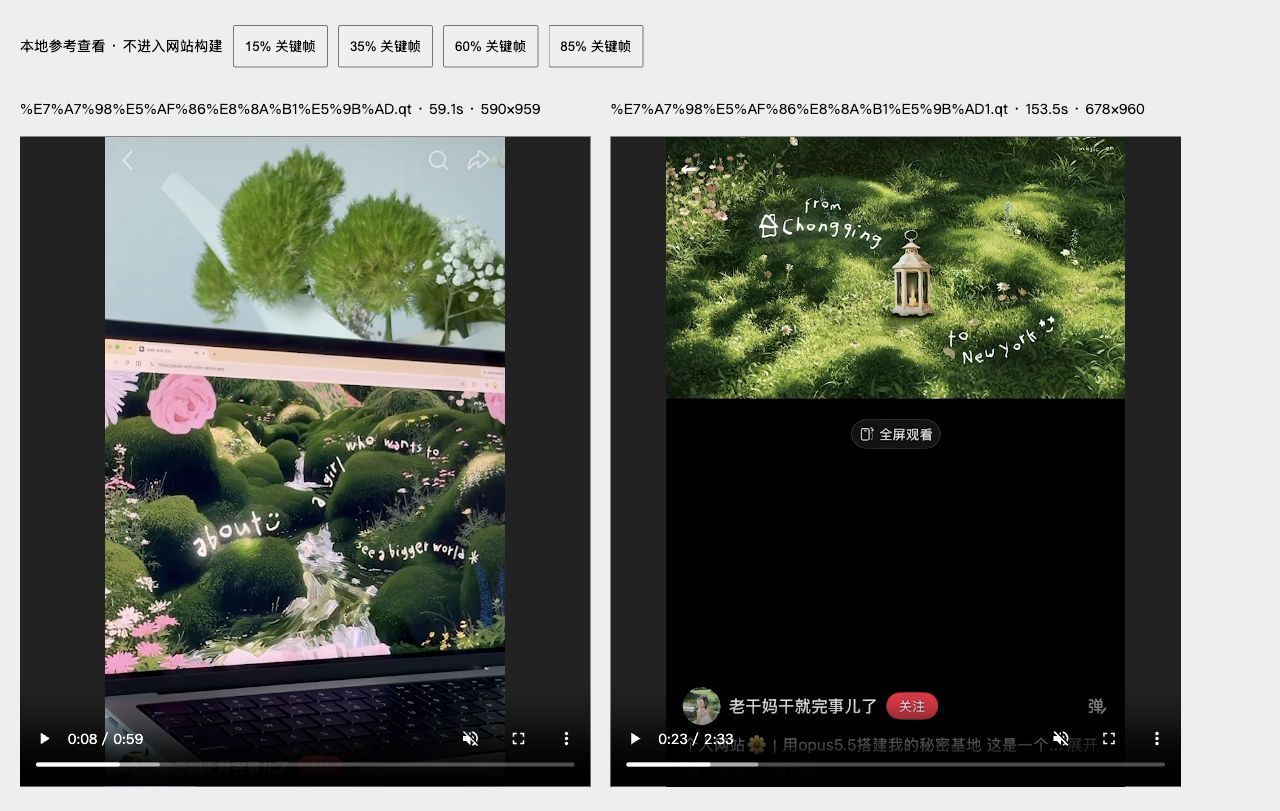 本地参考查看 · 不进入网站构建
15% 关键帧
35% 关键帧
60% 关键帧
85% 关键帧
%E7%A7%98%E5%AF%86%E8%8A%B1%E5%9B%AD.qt · 59.1s · 590×959
%E7%A7%98%E5%AF%86%E8%8A%B1%E5%9B%AD1.qt · 153.5s · 678×960
about
a girl
who wants to
see a bigger world
0:08 / 0:59
from
Chongqing
to
New york
全屏观看
老干妈干就完事儿了
关注
弹
个人网站🌼 | 用opus5.5搭建我的秘密基地 这是一个... 展开
0:23 / 2:33